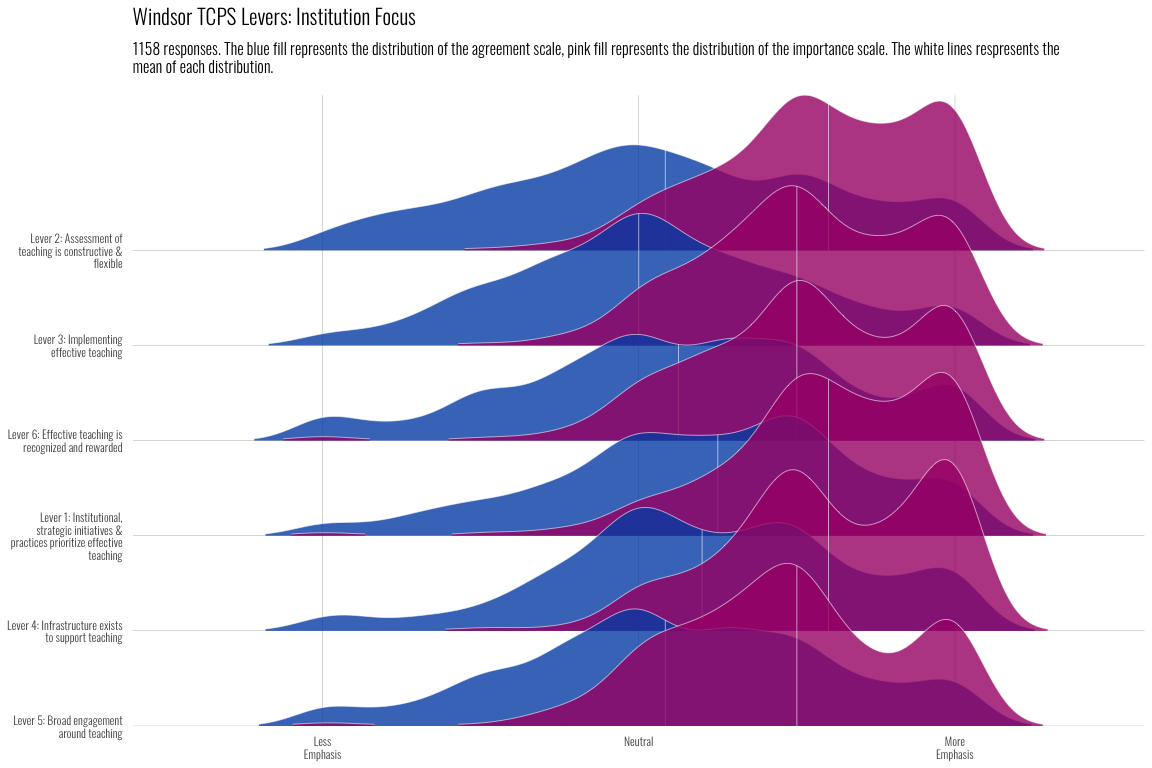 Windsor TCPS Levers: Institution Focus
1158 responses. The blue fill represents the distribution of the agreement scale, pink fill represents the distribution of the importance scale. The white lines respresents the
mean of each distribution.
Lever 2: Assessment of
teaching is constructive &
flexible
Lever 3: Implementing
effective teaching
Lever 6: Effective teaching is
recognized and rewarded
Lever 1: Institutional,
strategic initiatives &
practices prioritize effective
teaching
Lever 4: Infrastructure exists
to support teaching
Lever 5: Broad engagement
around teaching
Less
Emphasis
Neutral
More
Emphasis